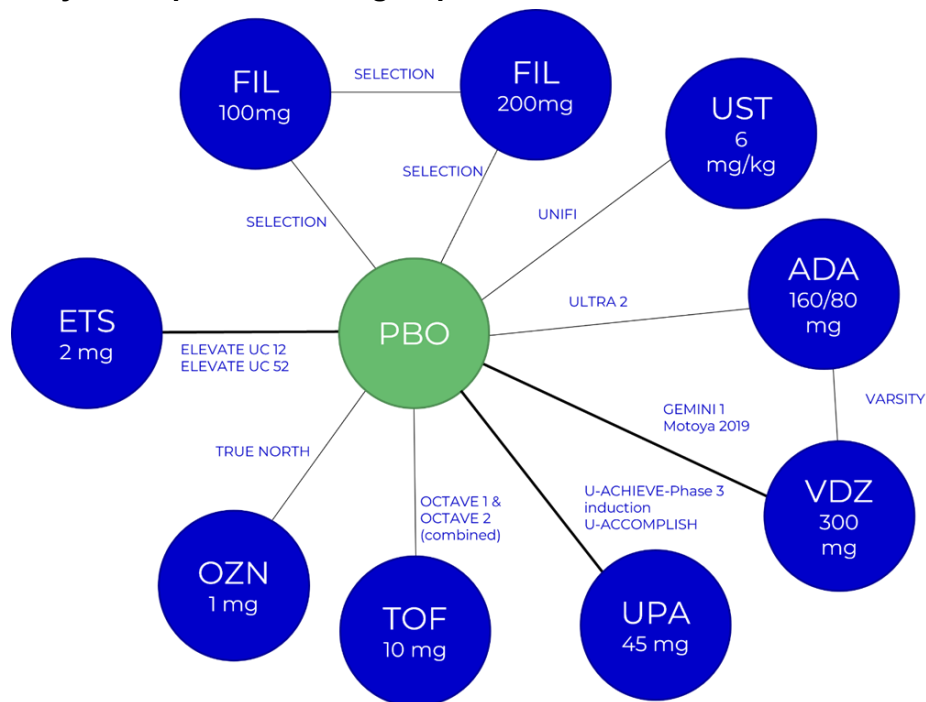 FIL
100mg
SELECTION
FIL
200mg
UST
6
mg/kg
SELECTION
SELECTION
UNIFI
ADA
160/80
mg
ETS
2 mg
PBO
ULTRA 2
ELEVATE UC 12
ELEVATE UC 52
VARSITY
GEMINI 1
Motoya 2019
TRUE NORTH
OCTAVE 1 &
OCTAVE 2
(combined)
U-ACHIEVE-Phase 3
induction
U-ACCOMPLISH
VDZ
300
mg
OZN
1 mg
TOF
10 mg
UPA
45 mg